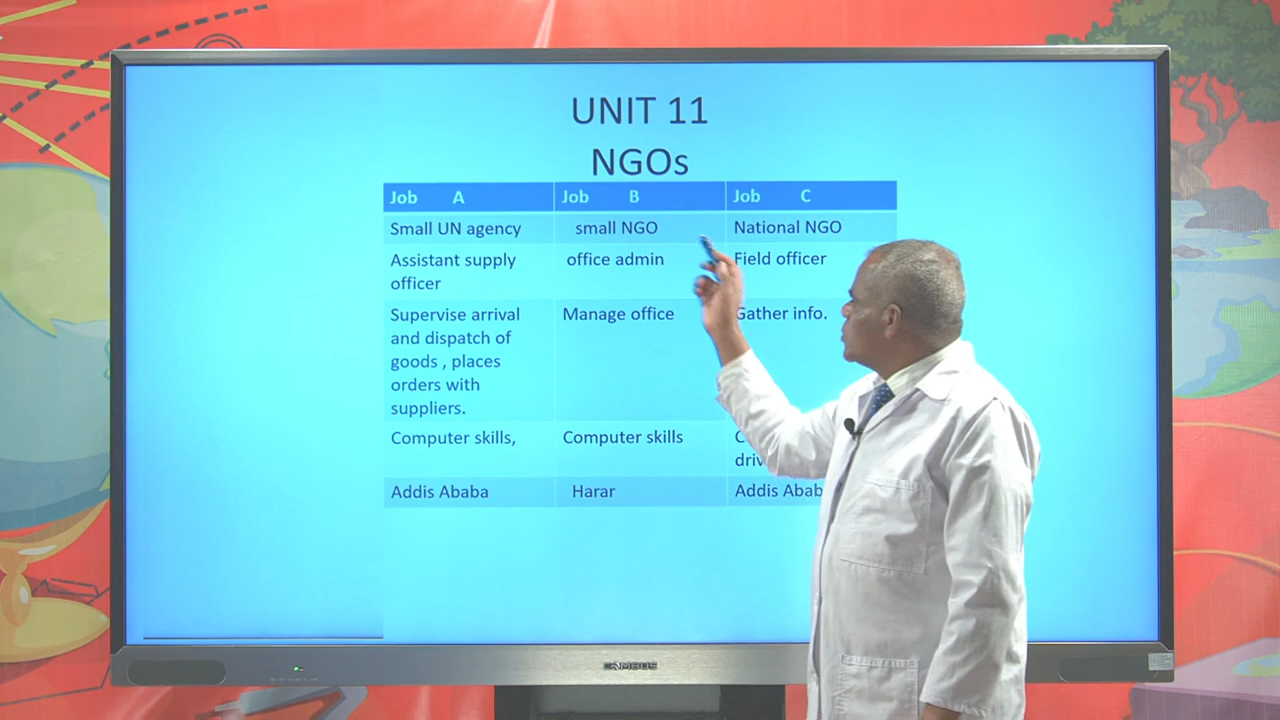 UNIT 11
NGOs
Job A Job B Job C
Small UN agency small NGO National NGO
Assistant supply office admin Field officer
officer
Supervise arrival Manage office Gather info.
and dispatch of
goods , places
orders with
suppliers.
Computer skills, Computer skills
Addis Ababa Harar Addis